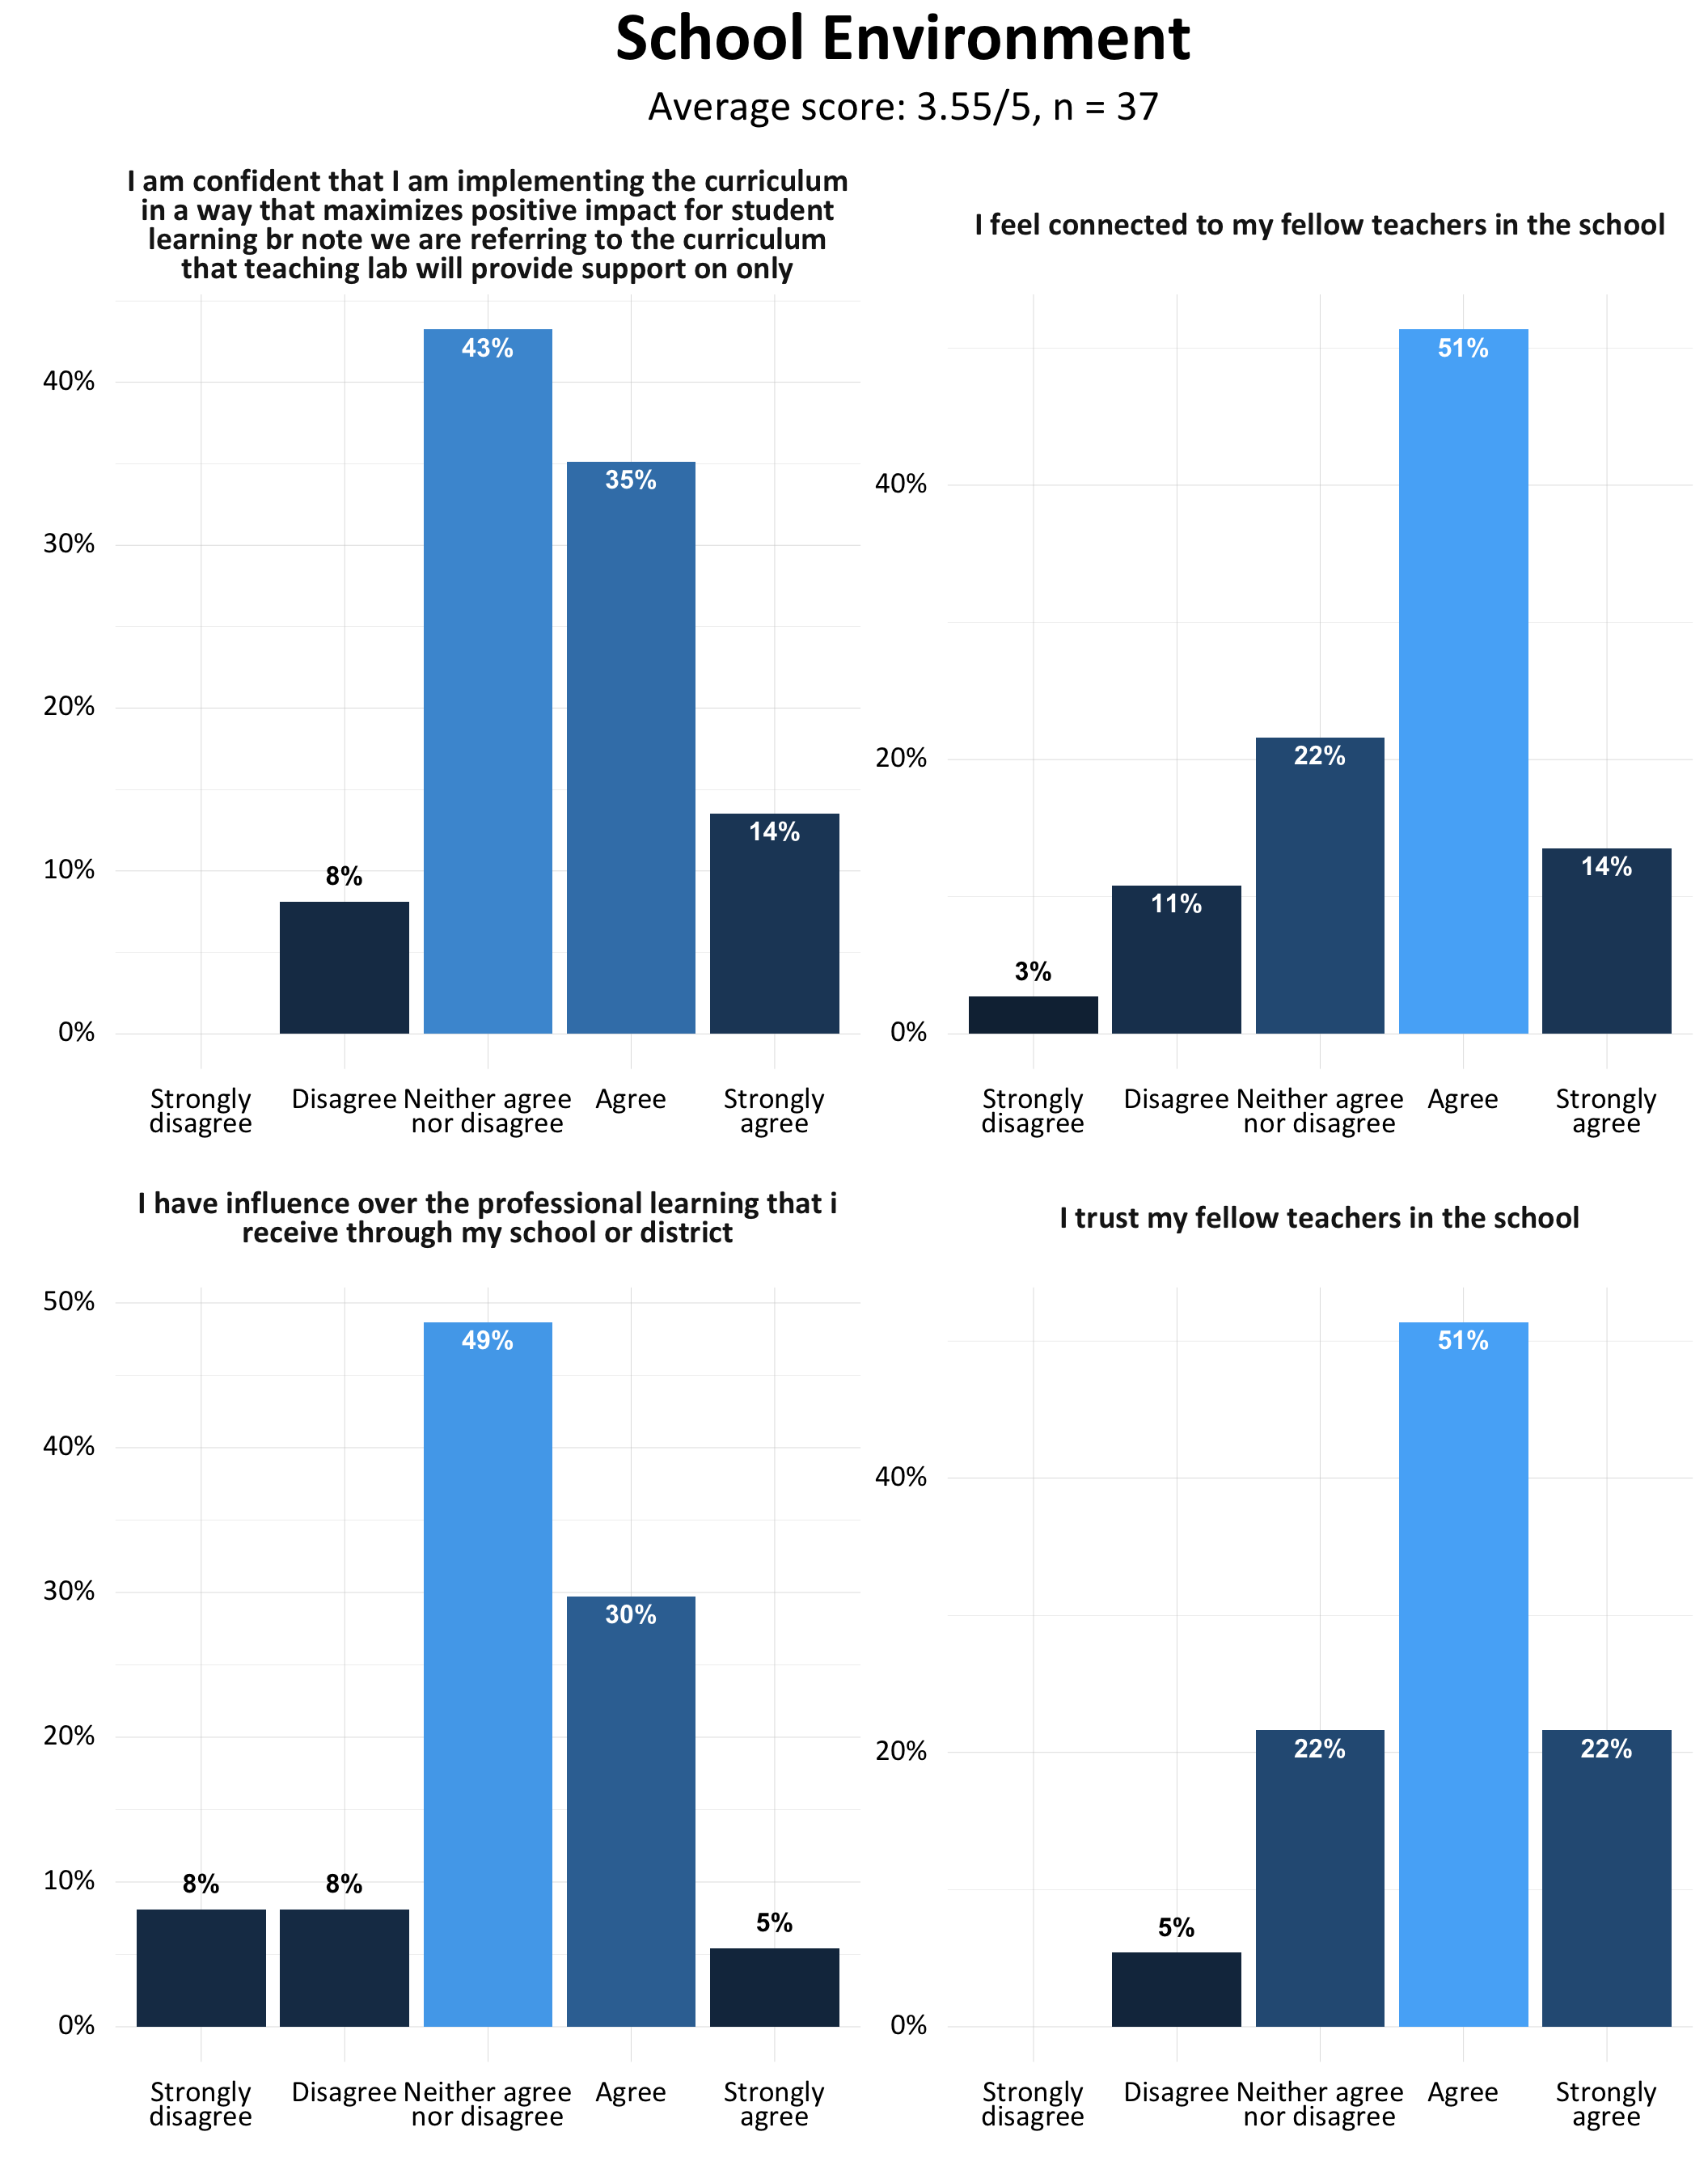 School Environment
Average score: 3.55/5, n = 37
I am confident that I am implementing the curriculum
in a way that maximizes positive impact for student
learning br note we are referring to the curriculum
that teaching lab will provide support on only
40%
30%
20%
10%
0%
8%
43%
35%
14%
Strongly
disagree
Disagree
Neither agree
nor disagree
Agree
Strongly
agree
I feel connected to my fellow teachers in the school
40%
20%
0%
3%
11%
22%
51%
14%
Strongly
disagree
Disagree
Neither agree
nor disagree
Agree
Strongly
agree
I have influence over the professional learning that i
receive through my school or district
50%
40%
30%
20%
10%
0%
8%
8%
49%
30%
5%
Strongly
disagree
Disagree
Neither agree
nor disagree
Agree
Strongly
agree
I trust my fellow teachers in the school
40%
20%
0%
5%
22%
51%
22%
Strongly
disagree
Disagree
Neither agree
nor disagree
Agree
Strongly
agree